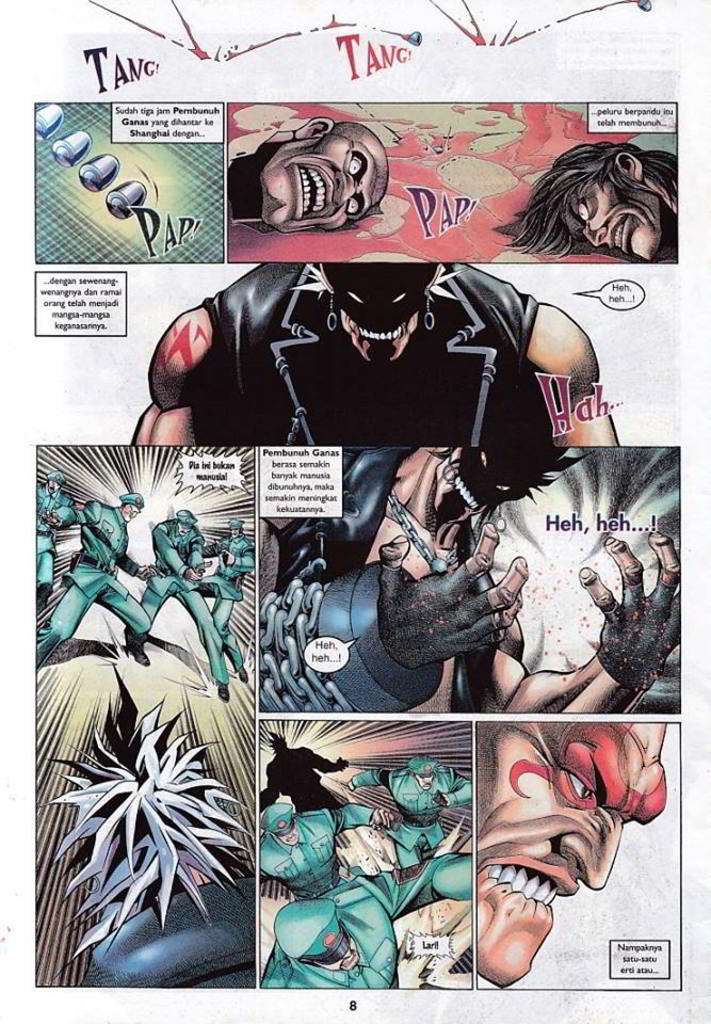 TANG!
TANG!
Sudah tiga jam Pembunuh
Ganas yang dihantar ke
Shanghai dengan...
...peluru berpandu itu
telah membunuh...
PAP!
PAP!
...dengan sewenang-
wenangnya dan ramai
orang telah menjadi
mangsa-mangsa
keganasannya.
Heh,
heh...!
Hah...
Dia ini bukan
manusia!
Pembunuh Ganas
berasa semakin
banyak manusia
dibunuhnya, maka
semakin meningkat
kekuatannya.
Heh, heh...!
Heh,
heh...!
Lari!
Nampaknya
satu-satu
erti atau...
8